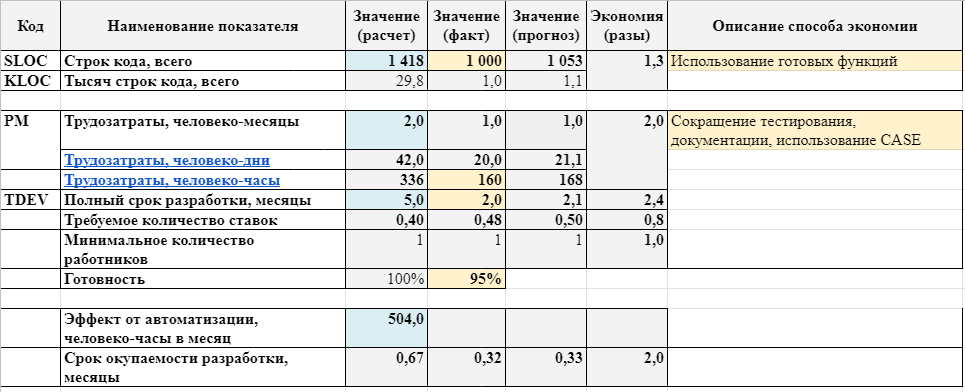 Код Наименование показателя Значение (расчет) Значение (факт) Значение (прогноз) Экономия (разы) Описание способа экономии
SLOC Строк кода, всего 1 418 1 000 1 053 1,3 Использование готовых функций
KLOC Тысяч строк кода, всего 29,8 1,0 1,1
PM Трудозатраты, человеко-месяцы 2,0 1,0 1,0 2,0 Сокращение тестирования,
документации, использование CASE
Трудозатраты, человеко-дни 42,0 20,0 21,1
Трудозатраты, человеко-часы 336 160 168
TDEV Полный срок разработки, месяцы 5,0 2,0 2,1 2,4
Требуемое количество ставок 0,40 0,48 0,50 0,8
Минимальное количество 1 1 1 1,0
работников
Готовность 100% 95%
Эффект от автоматизации, 504,0
человеко-часы в месяц
Срок окупаемости разработки, 0,67 0,32 0,33 2,0
месяцы